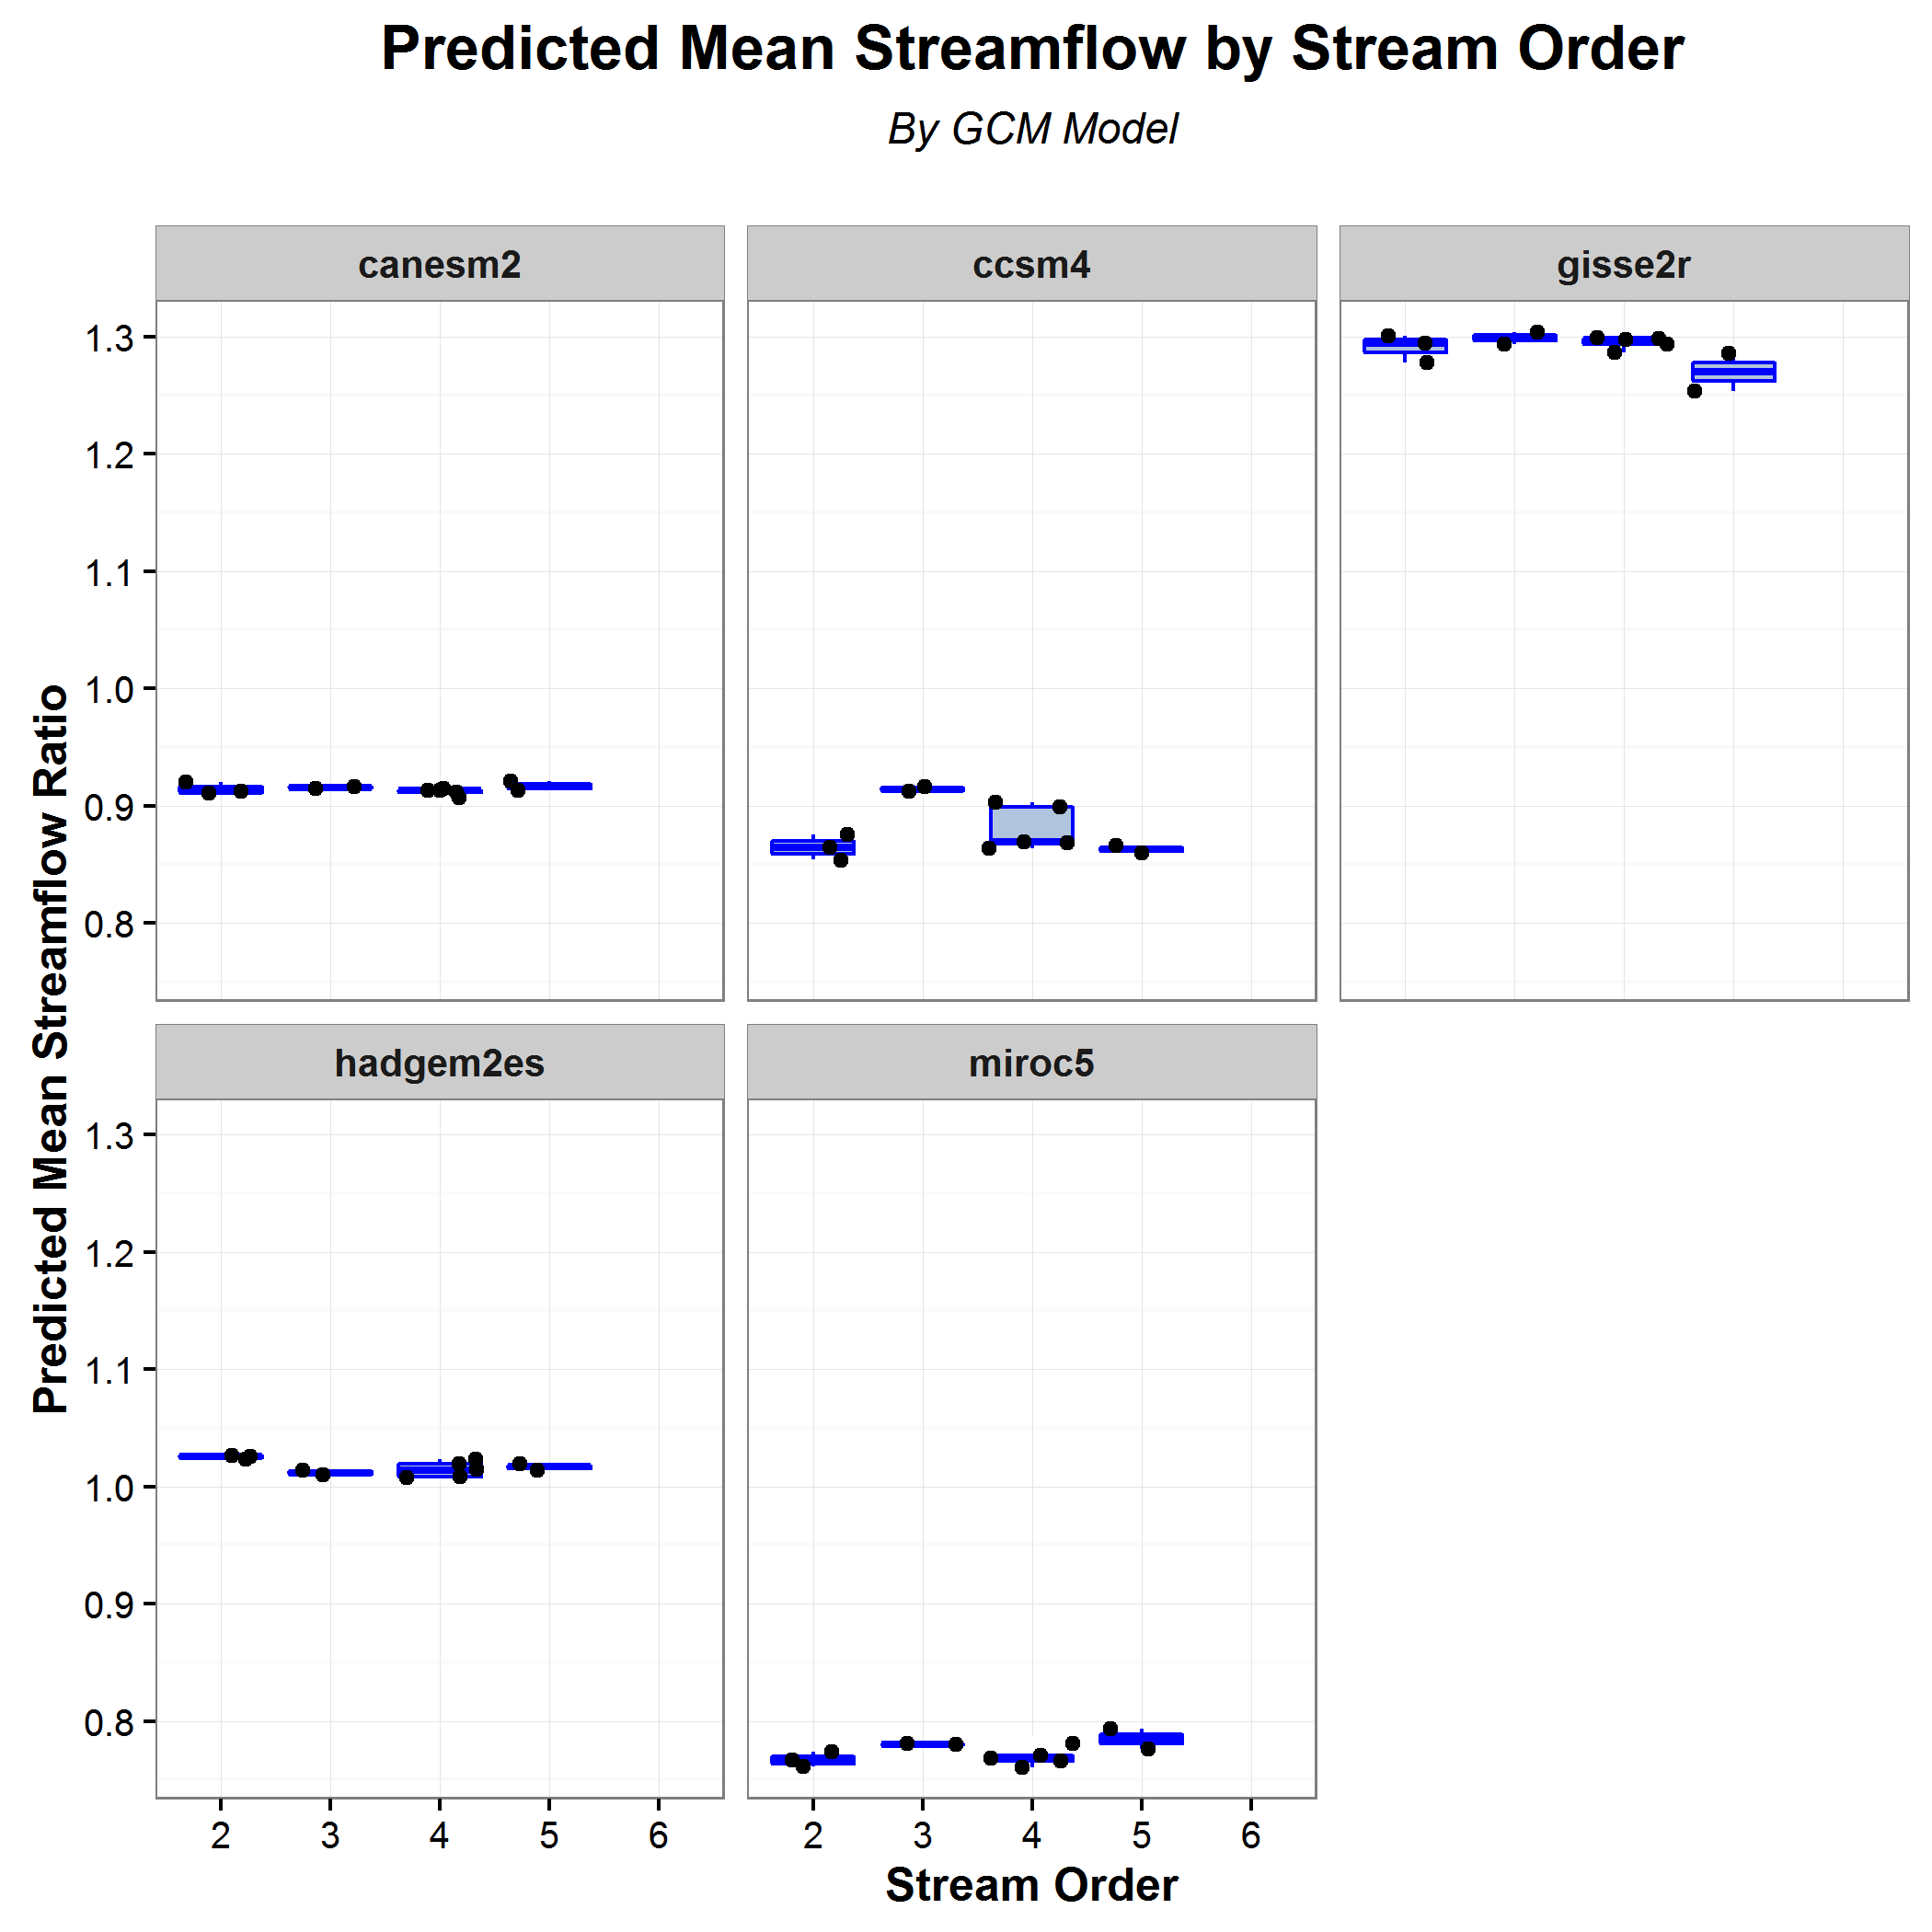 Predicted Mean Streamflow by Stream Order
By GCM Model
canesm2
ccsm4
gisse2r
1.3
1.2
1.1
1.0
0.9
0.8
Predicted Mean Streamflow Ratio
hadgem2es
miroc5
1.3
1.2
1.1
1.0
0.9
0.8
2 3 4 5 6
2 3 4 5 6
Stream Order